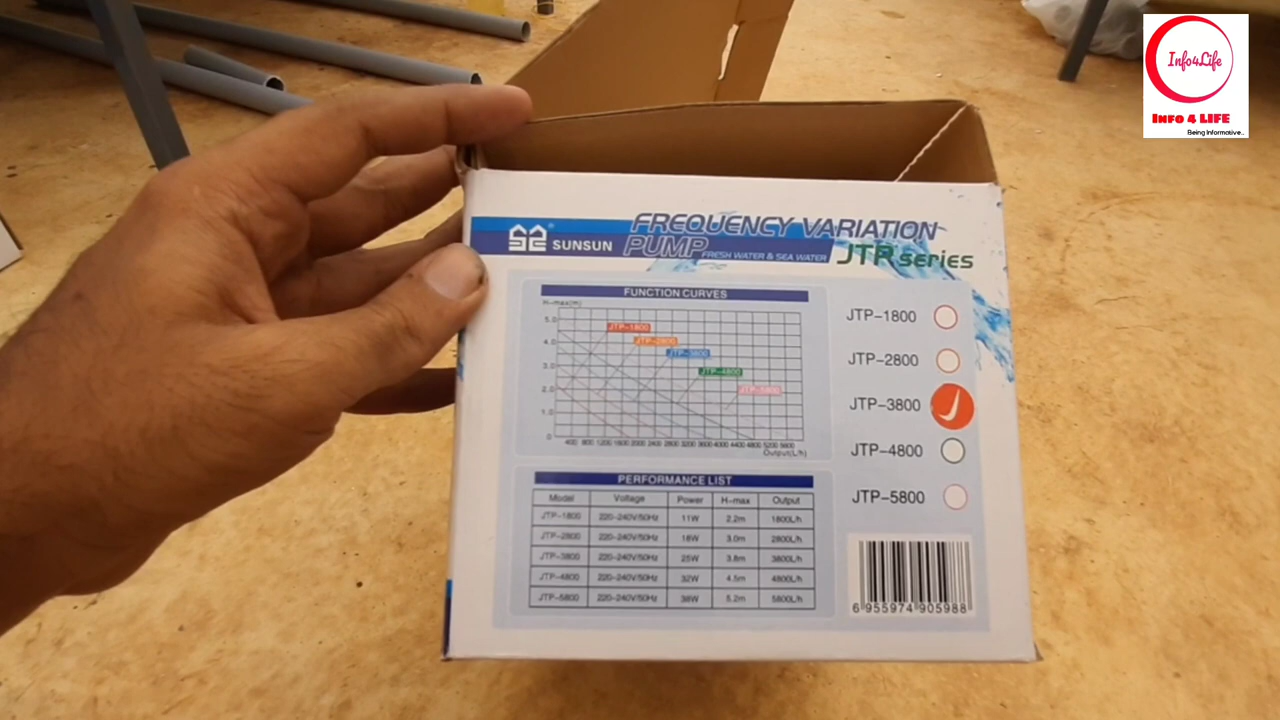 Info4Life
INFO 4 LIFE
Being Informative..
SUNSUN
FREQUENCY VARIATION
PUMP FRESH WATER & SEA WATER
JTP series
FUNCTION CURVES
H-max(m)
5.0
4.0
3.0
2.0
1.0
0
JTP-1800
JTP-2800
JTP-3800
JTP-4800
JTP-5800
400 800 1200 1600 2000 2400 2800 3200 3600 4000 4400 4800 5200 5600
Output(L/h)
JTP-1800
JTP-2800
JTP-3800
JTP-4800
JTP-5800
PERFORMANCE LIST
Model Voltage Power H-max Output
JTP-1800 220-240V/50Hz 11W 2.2m 1800L/h
JTP-2800 220-240V/50Hz 18W 3.0m 2800L/h
JTP-3800 220-240V/50Hz 25W 3.8m 3800L/h
JTP-4800 220-240V/50Hz 32W 4.5m 4800L/h
JTP-5800 220-240V/50Hz 38W 5.2m 5800L/h
6 955974 905988